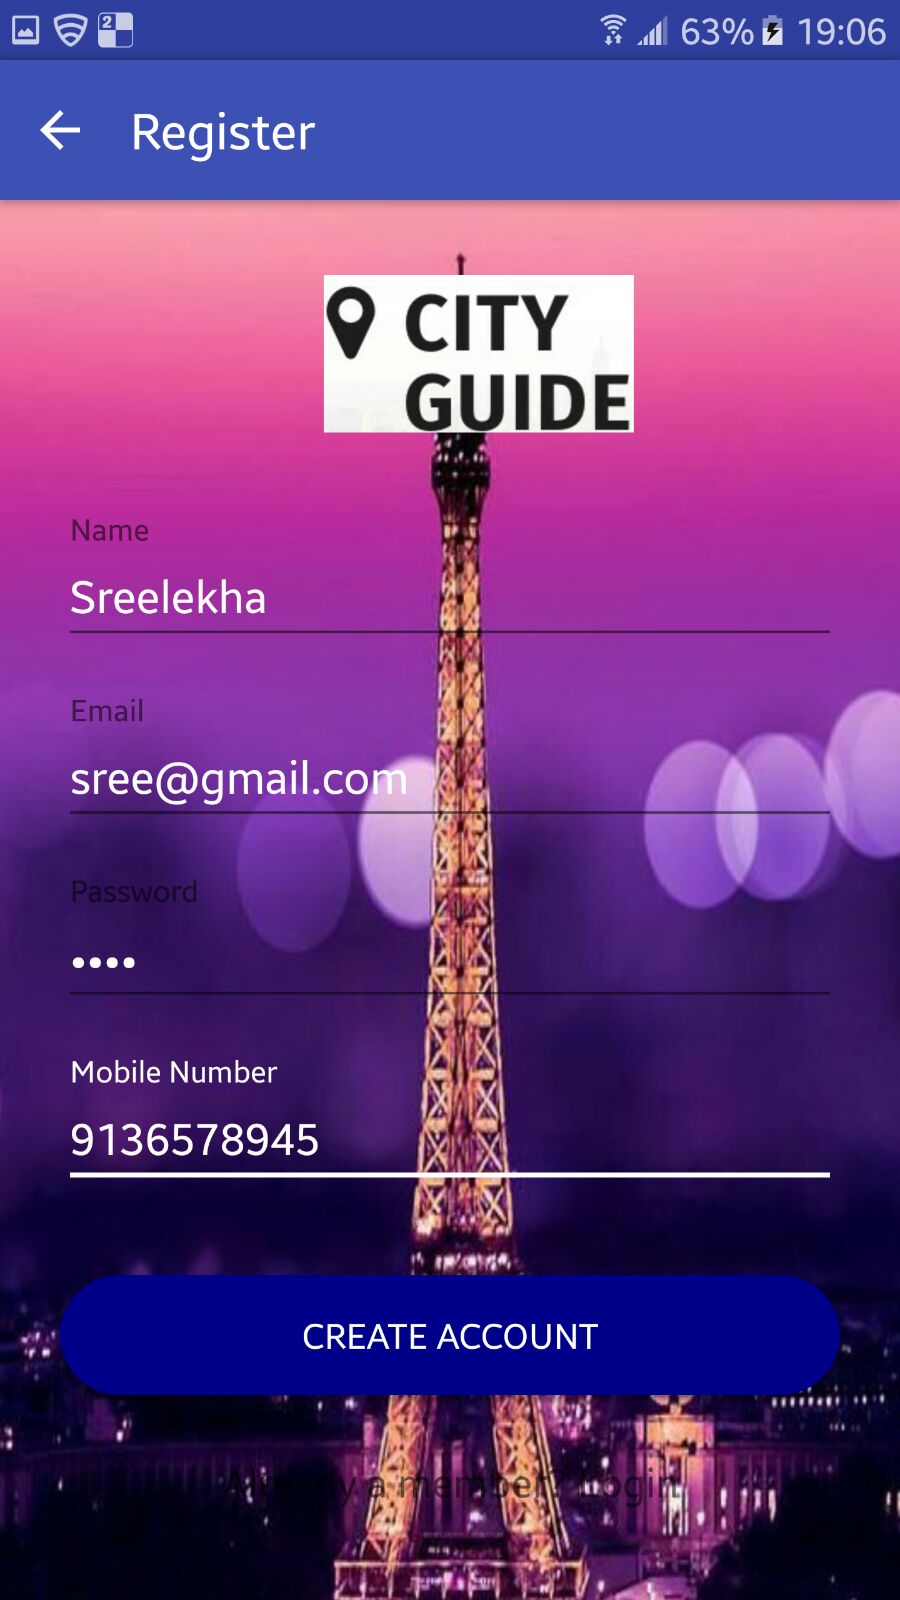 2
63% 19:06
Register
CITY
GUIDE
Name
Sreelekha
Email
sree@gmail.com
Password
••••
Mobile Number
9136578945
CREATE ACCOUNT
Already a member? Login